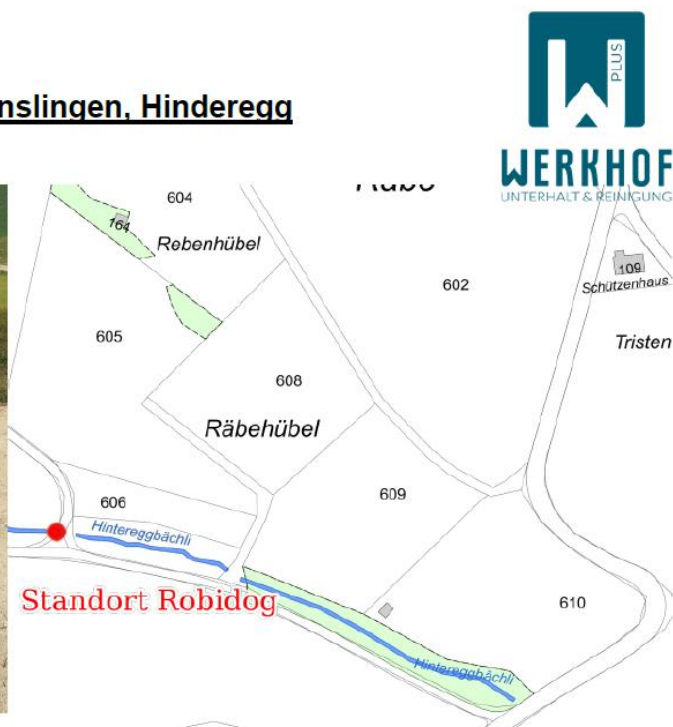 nslingen, Hinderegg
PLUS
WERKHOF
UNTERHALT & REINIGUNG
604
164
Rebenhübel
602
109
Schützenhaus
Tristen
605
608
Räbehübel
609
606
Hintereggbächli
Standort Robidog
610
Hintereggbächli